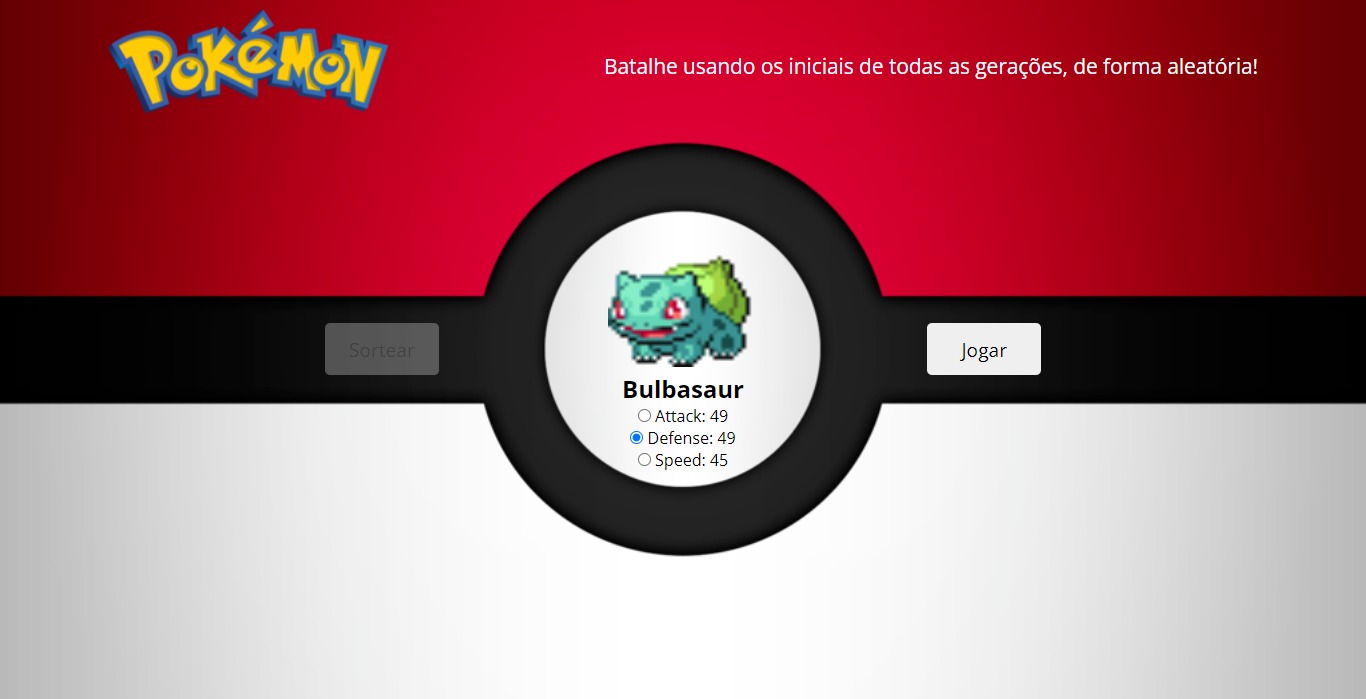 Pokémon
Batalhe usando os iniciais de todas as gerações, de forma aleatória!
Sortear
Jogar
Bulbasaur
Attack: 49
Defense: 49
Speed: 45